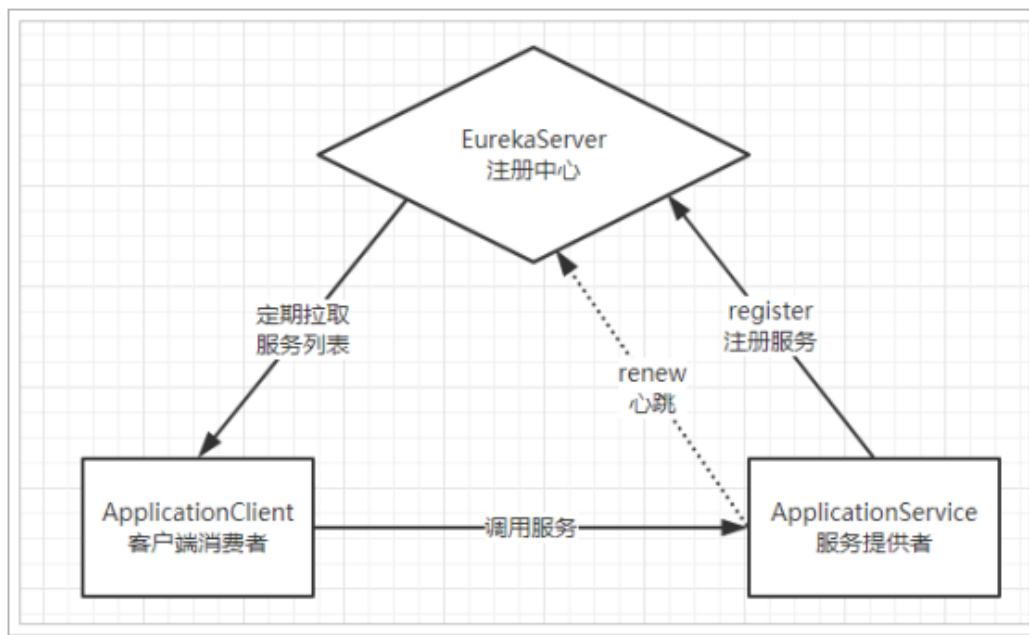 EurekaServer
注册中心
定期拉取
服务列表
register
注册服务
renew
心跳
ApplicationClient
客户端消费者
调用服务
ApplicationService
服务提供者